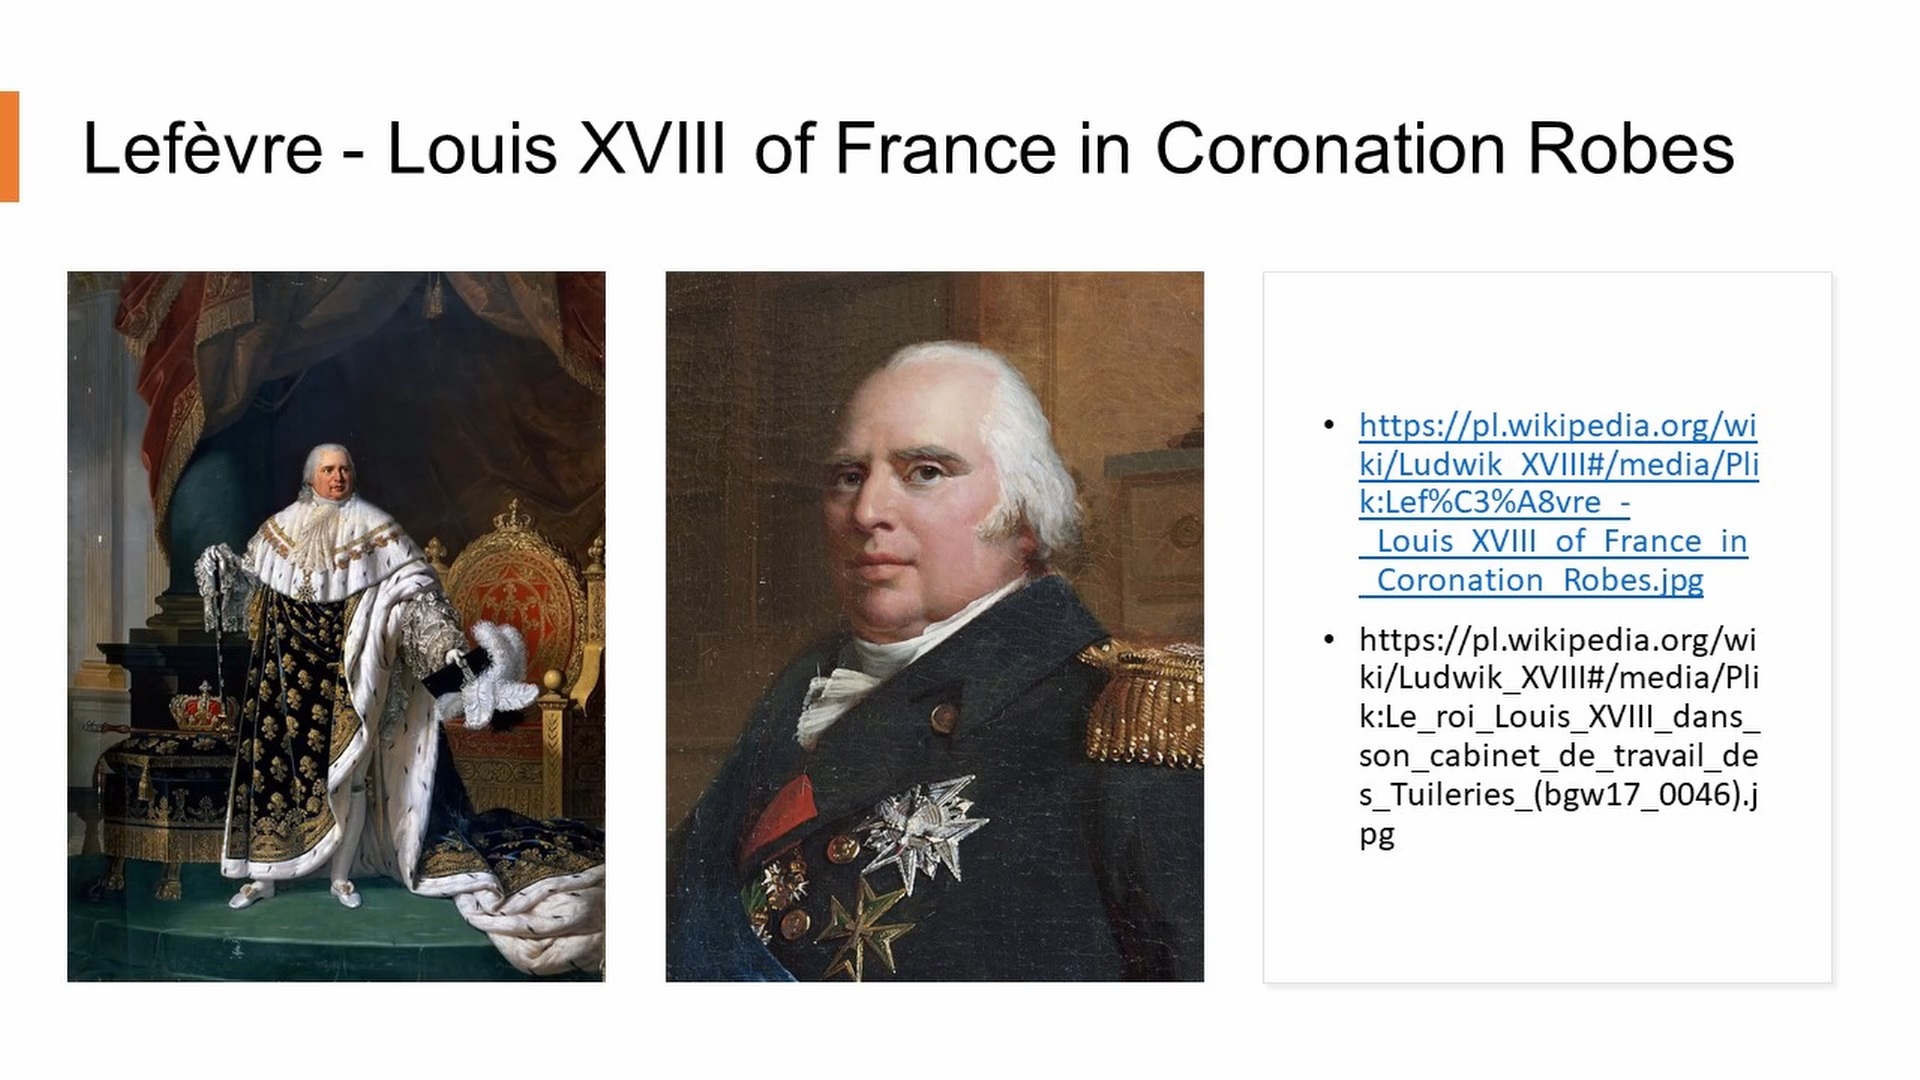 Lefèvre - Louis XVIII of France in Coronation Robes
• https://pl.wikipedia.org/wi
ki/Ludwik_XVIII#/media/Pli
k:Lef%C3%A8vre_-
_Louis_XVIII_of_France_in
_Coronation_Robes.jpg
• https://pl.wikipedia.org/wi
ki/Ludwik_XVIII#/media/Pli
k:Le_roi_Louis_XVIII_dans_
son_cabinet_de_travail_de
s_Tuileries_(bgw17_0046).j
pg